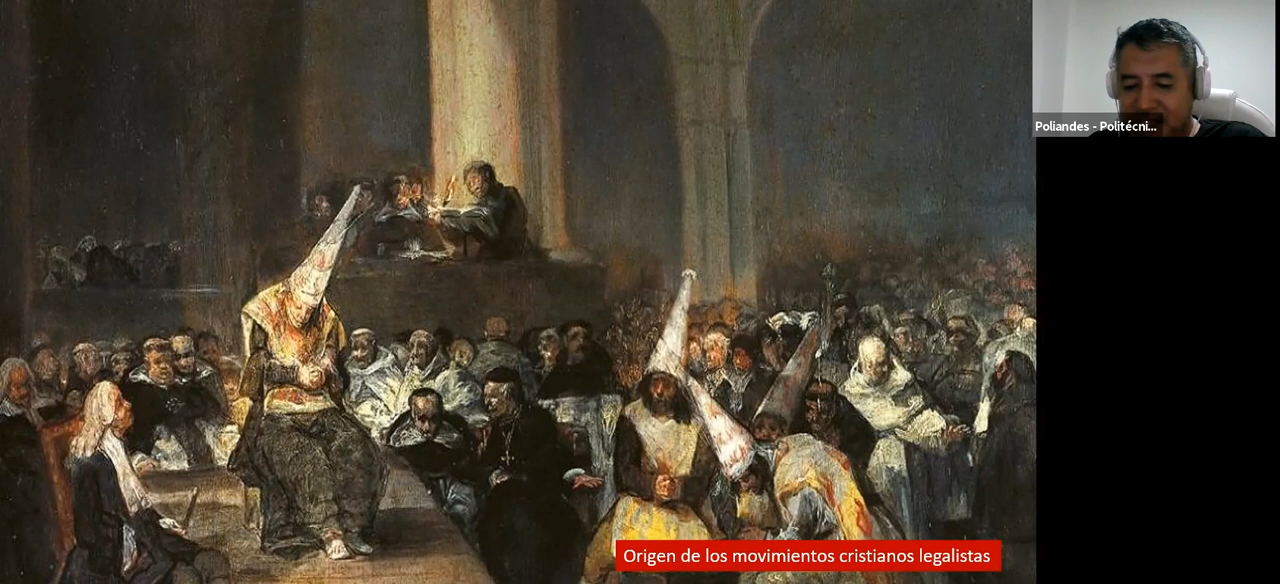 Poliandes - Politécni...
Origen de los movimientos cristianos legalistas